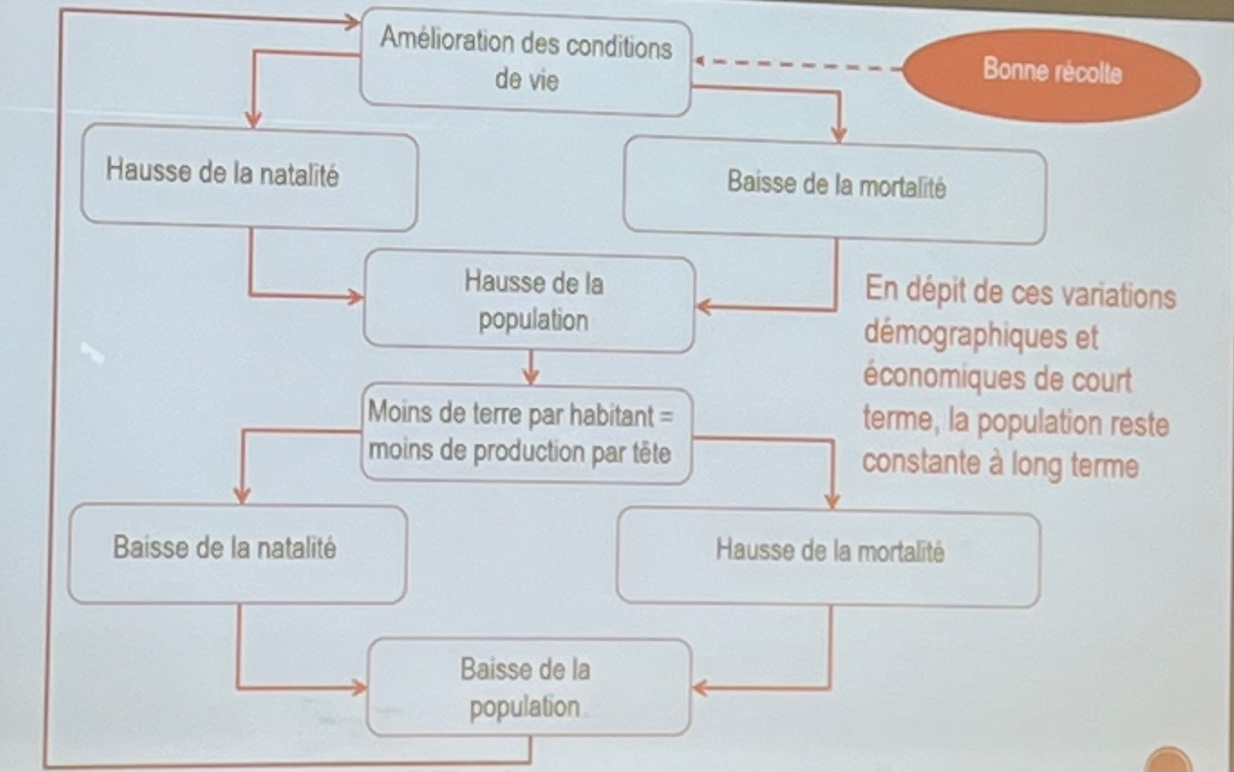 Amélioration des conditions
de vie
Bonne récolte
Hausse de la natalité
Baisse de la mortalité
Hausse de la
population
En dépit de ces variations
démographiques et
économiques de court
terme, la population reste
constante à long terme
Moins de terre par habitant =
moins de production par tête
Baisse de la natalité
Hausse de la mortalité
Baisse de la
population